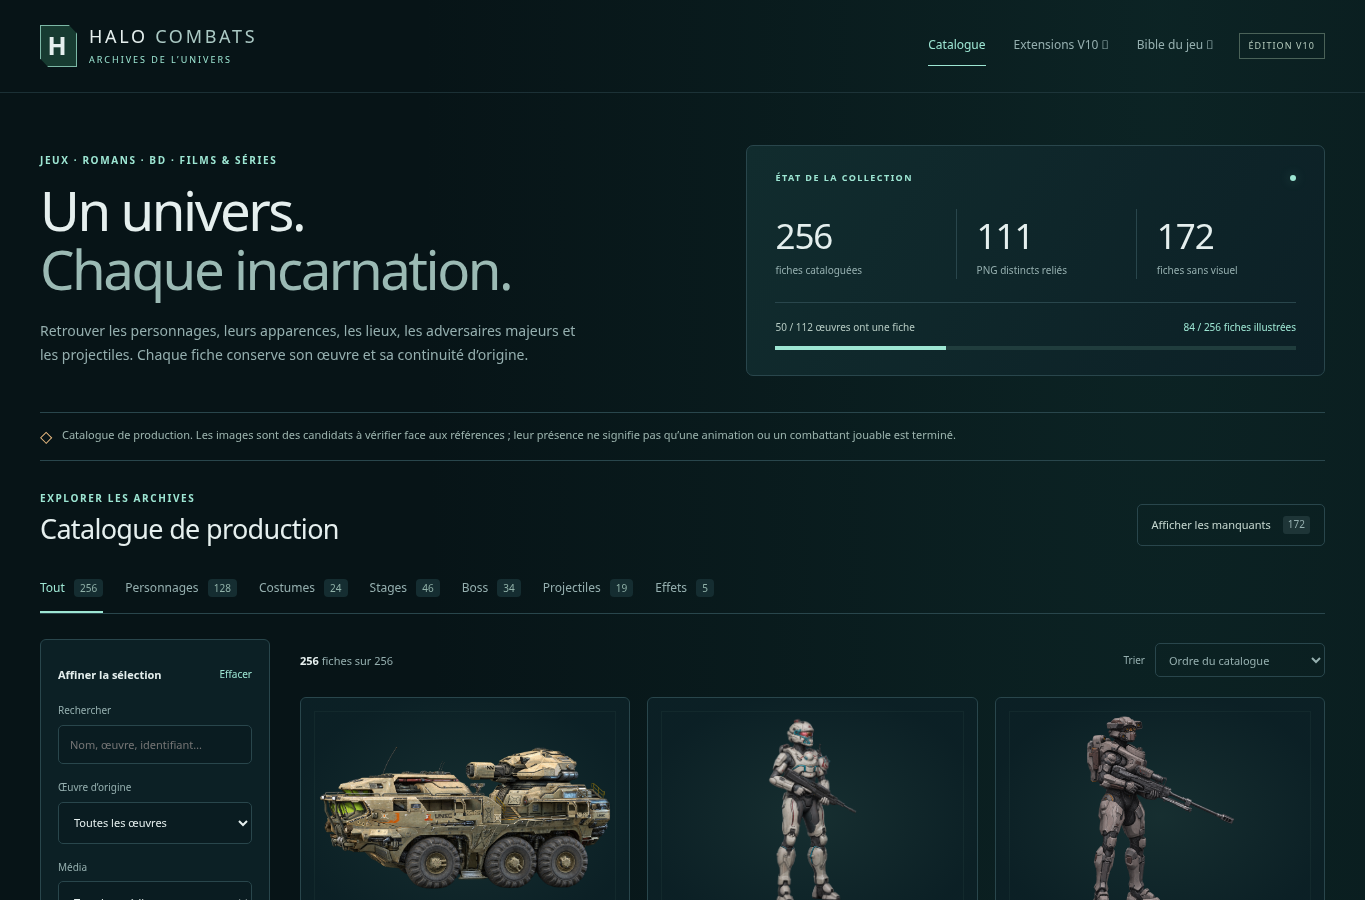 H
HALO COMBATS
ARCHIVES DE L’UNIVERS
Catalogue
Extensions V10
Bible du jeu
ÉDITION V10
JEUX · ROMANS · BD · FILMS & SÉRIES
Un univers.
Chaque incarnation.
Retrouver les personnages, leurs apparences, les lieux, les adversaires majeurs et
les projectiles. Chaque fiche conserve son œuvre et sa continuité d’origine.
ÉTAT DE LA COLLECTION
256
fiches cataloguées
111
PNG distincts reliés
172
fiches sans visuel
50 / 112 œuvres ont une fiche
84 / 256 fiches illustrées
◇ Catalogue de production. Les images sont des candidats à vérifier face aux références ; leur présence ne signifie pas qu’une animation ou un combattant jouable est terminé.
EXPLORER LES ARCHIVES
Catalogue de production
Afficher les manquants 172
Tout 256
Personnages 128
Costumes 24
Stages 46
Boss 34
Projectiles 19
Effets 5
Affiner la sélection
Effacer
Rechercher
Nom, œuvre, identifiant…
Œuvre d’origine
Toutes les œuvres
Média
256 fiches sur 256
Trier
Ordre du catalogue
UNSC